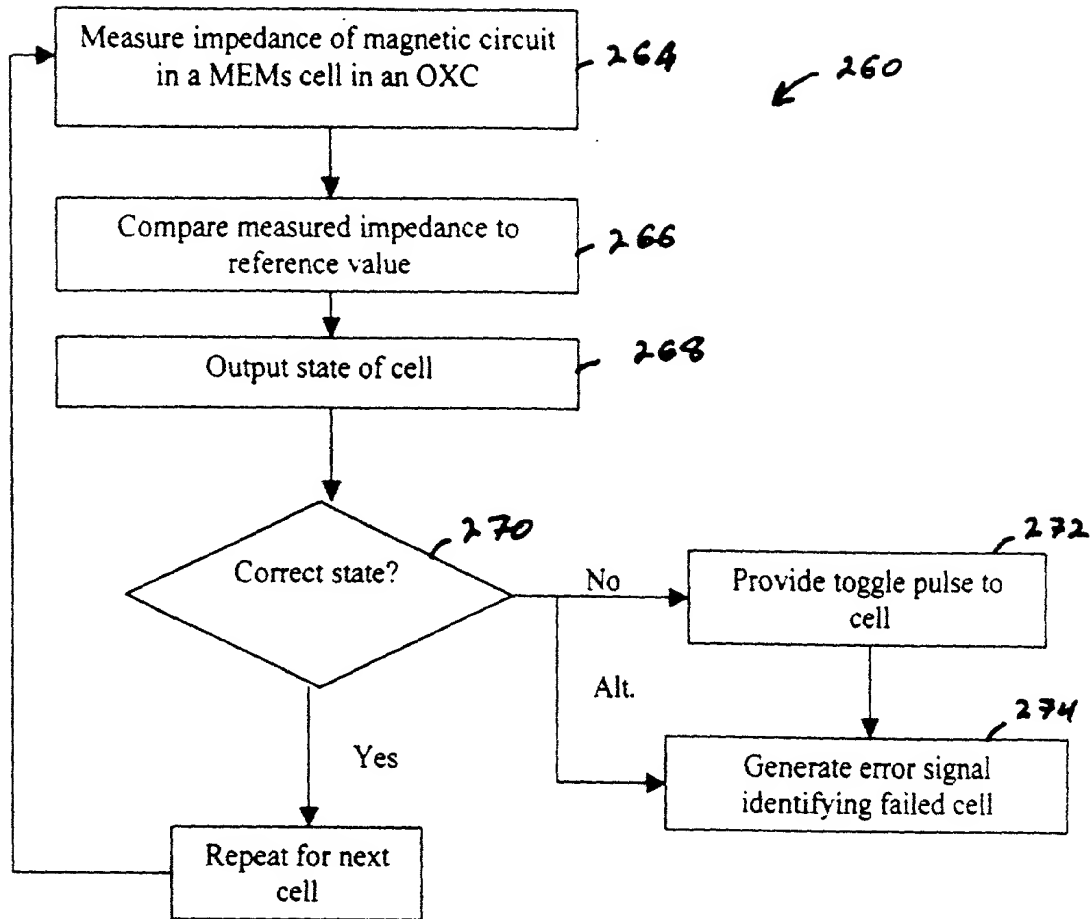 Measure impedance of magnetic circuit
in a MEMs cell in an OXC
264
260
Compare measured impedance to
reference value
266
Output state of cell
268
Correct state?
270
No
Alt.
Yes
Provide toggle pulse to
cell
272
Generate error signal
identifying failed cell
274
Repeat for next
cell